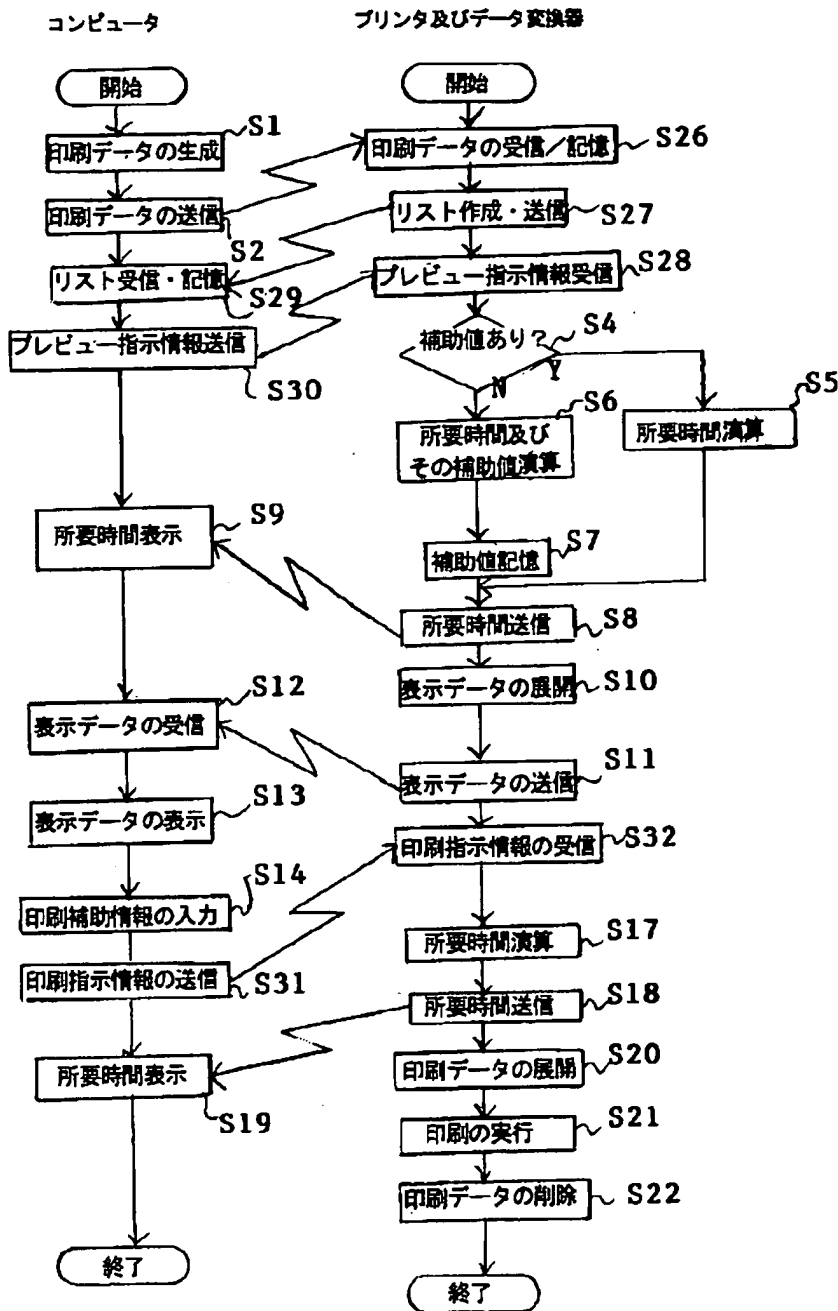 コンピュータ
プリンタ及びデータ変換器
開始
開始
S1
印刷データの生成
S26
印刷データの受信/記憶
印刷データの送信
S2
リスト作成・送信
S27
リスト受信・記憶
S29
プレビュー指示情報受信
S28
プレビュー指示情報送信
S30
補助値あり?
S4
N
Y
S6
S5
所要時間及び
その補助値演算
所要時間演算
S9
所要時間表示
S7
補助値記憶
所要時間送信
S8
S12
表示データの展開
S10
表示データの受信
S11
表示データの送信
S13
表示データの表示
印刷指示情報の受信
S32
S14
印刷補助情報の入力
所要時間演算
S17
印刷指示情報の送信
S31
所要時間送信
S18
所要時間表示
S19
印刷データの展開
S20
印刷の実行
S21
印刷データの削除
S22
終了
終了